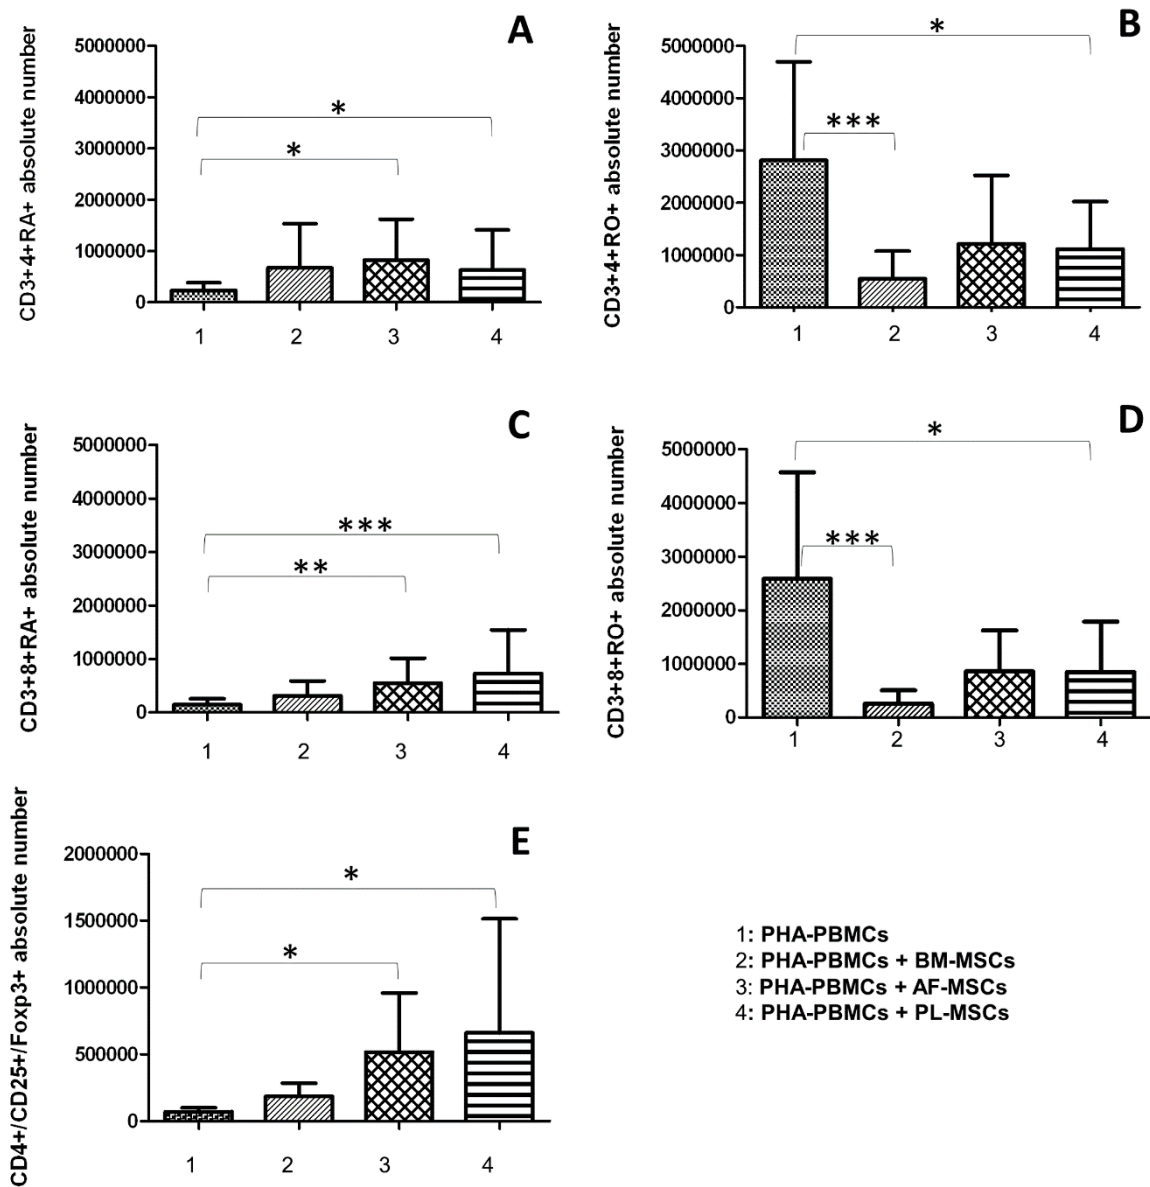 A
CD3+4+RA+ absolute number
5000000
4000000
3000000
2000000
1000000
0
*
*
1 2 3 4
B
CD3+4+RO+ absolute number
5000000
4000000
3000000
2000000
1000000
0
*
***
1 2 3 4
C
CD3+8+RA+ absolute number
5000000
4000000
3000000
2000000
1000000
0
***
**
1 2 3 4
D
CD3+8+RO+ absolute number
5000000
4000000
3000000
2000000
1000000
0
*
***
1 2 3 4
E
CD4+/CD25+/Foxp3+ absolute number
2000000
1500000
1000000
500000
0
*
*
1 2 3 4
1: PHA-PBMCs
2: PHA-PBMCs + BM-MSCs
3: PHA-PBMCs + AF-MSCs
4: PHA-PBMCs + PL-MSCs